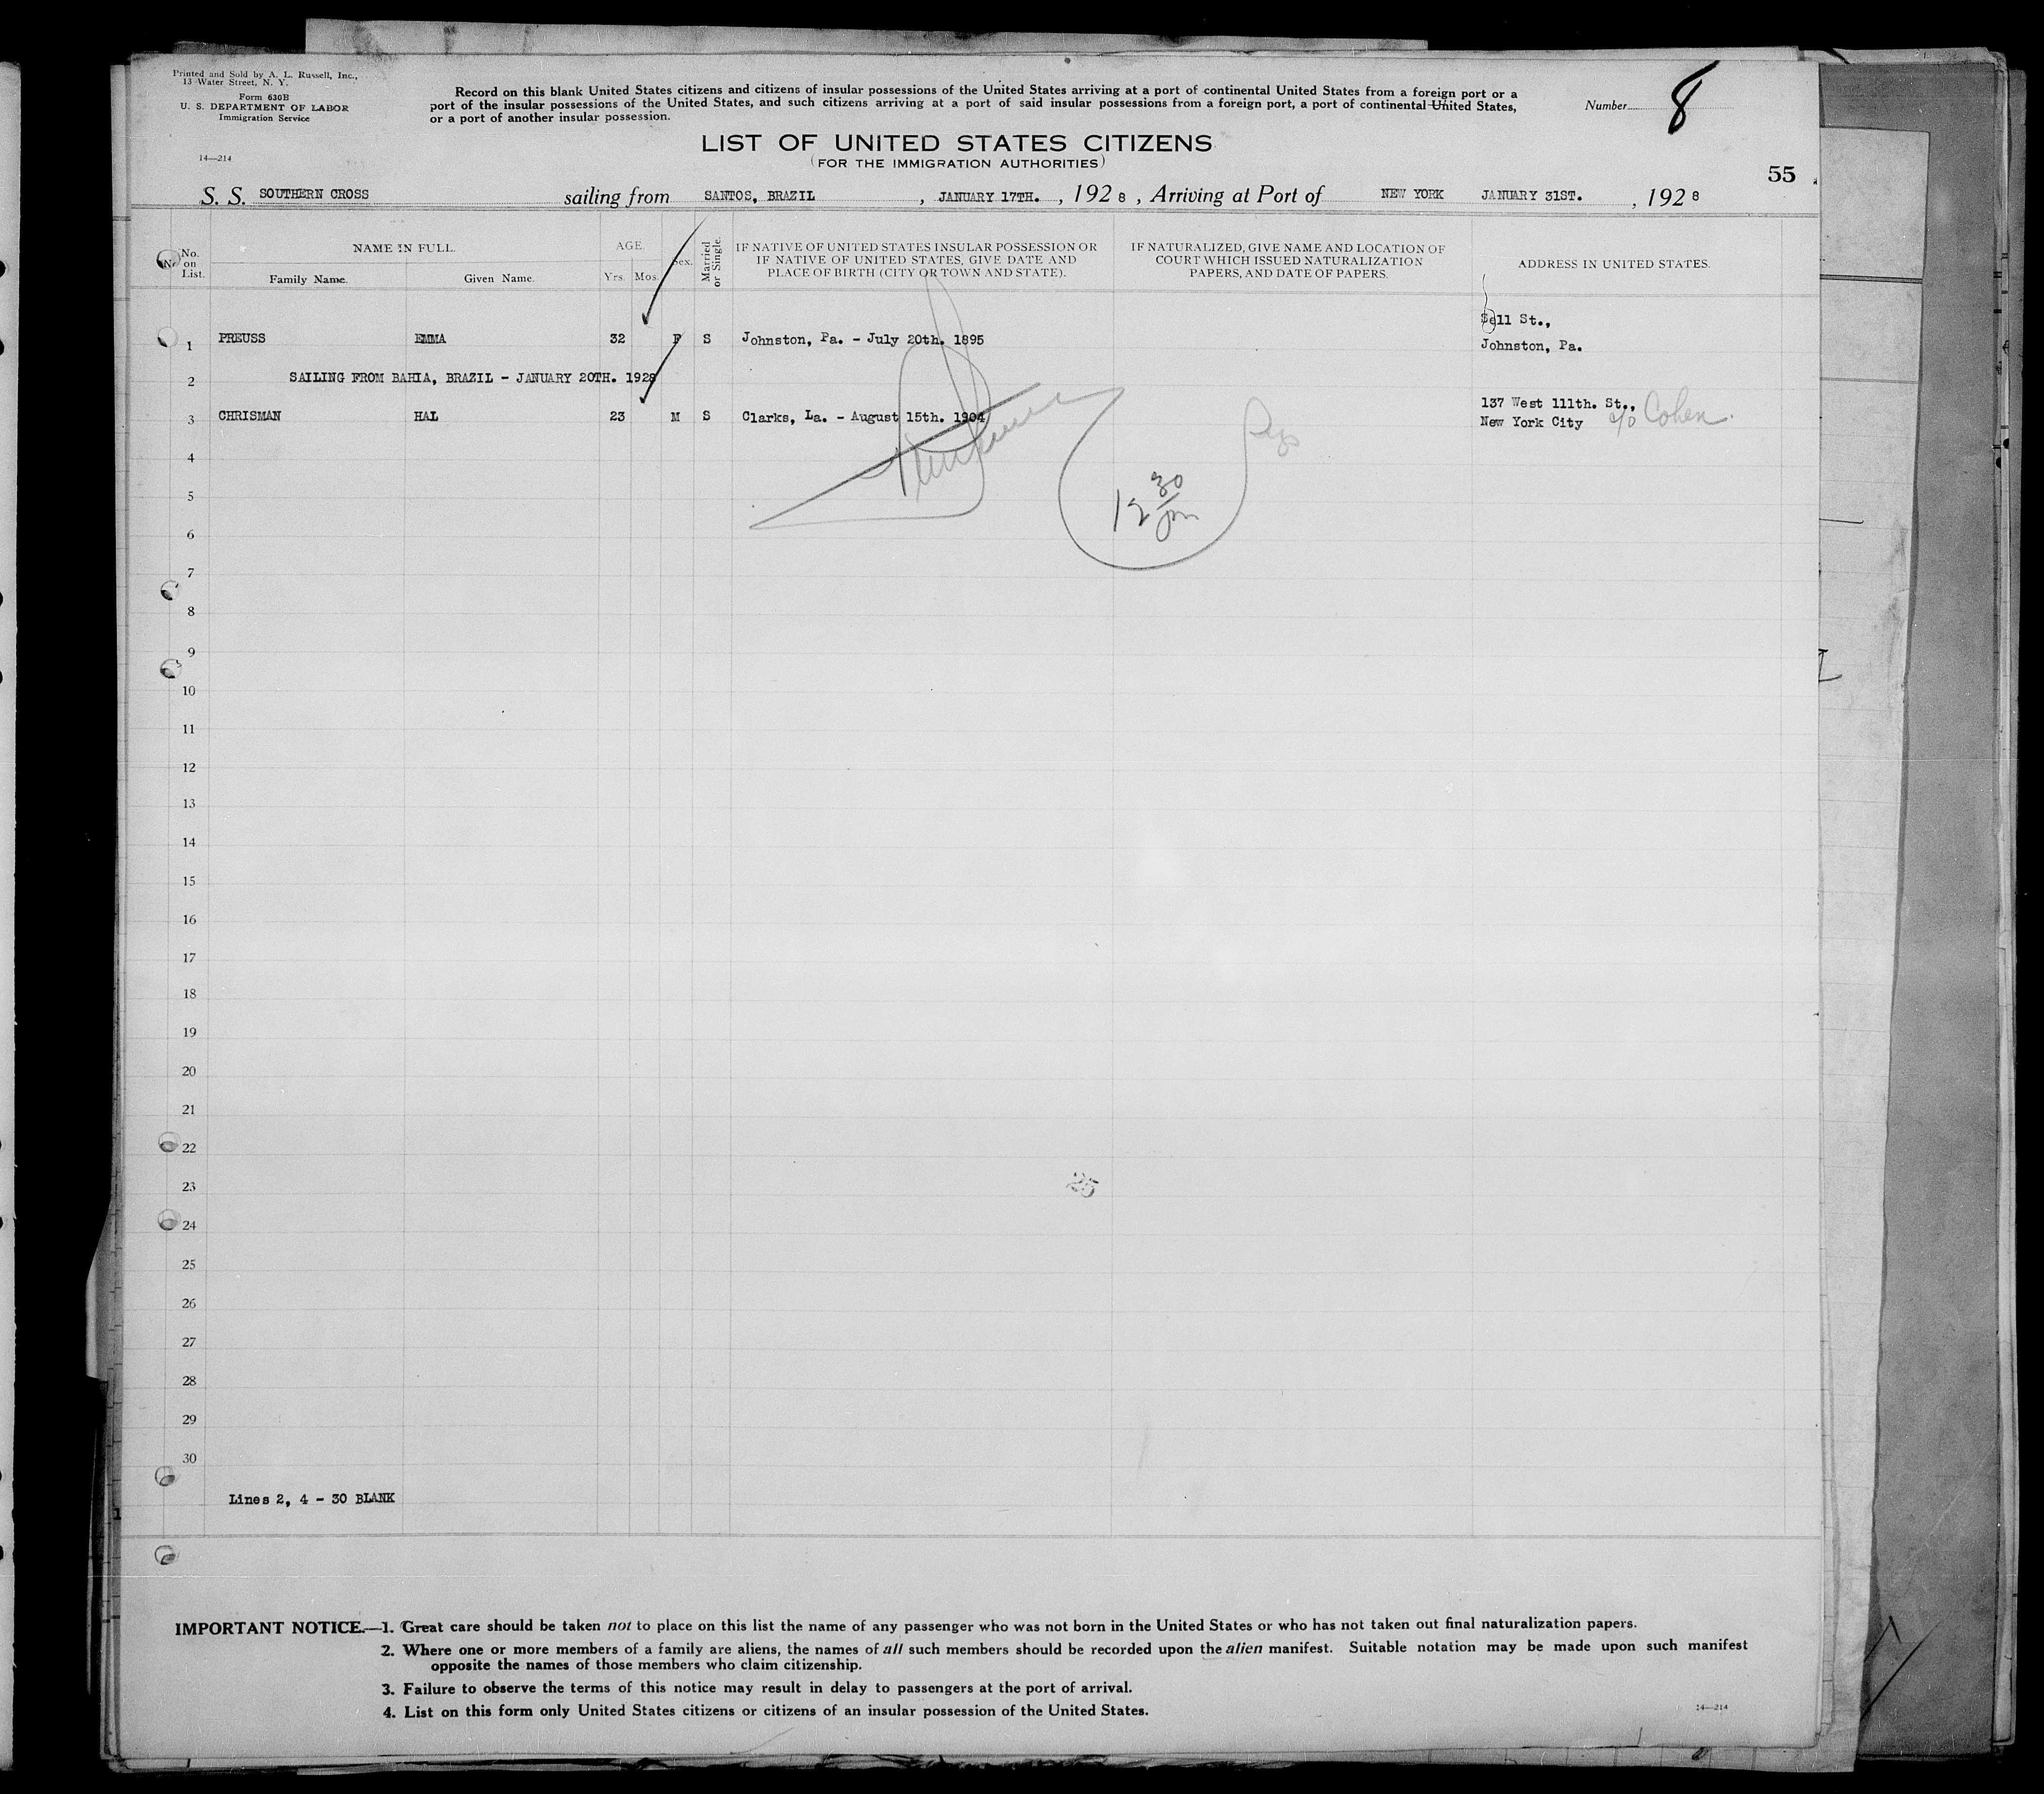 Printed and Sold by A. L. Russell, Inc.,
13 Water Street, N. Y.
Form 630B
U. S. DEPARTMENT OF LABOR
Immigration Service
14—214
Record on this blank United States citizens and citizens of insular possessions of the United States arriving at a port of continental United States from a foreign port or a
port of the insular possessions of the United States, and such citizens arriving at a port of said insular possessions from a foreign port, a port of continental United States,
or a port of another insular possession.
Number 8
LIST OF UNITED STATES CITIZENS
(FOR THE IMMIGRATION AUTHORITIES)
55
S. S. SOUTHERN CROSS sailing from SANTOS, BRAZIL , JANUARY 17TH. , 1928 , Arriving at Port of NEW YORK JANUARY 31ST. , 1928
No. on List.
NAME IN FULL.
Family Name.
Given Name.
AGE.
Yrs.
Mos.
Sex.
Married or Single.
IF NATIVE OF UNITED STATES INSULAR POSSESSION OR
IF NATIVE OF UNITED STATES, GIVE DATE AND
PLACE OF BIRTH (CITY OR TOWN AND STATE).
IF NATURALIZED, GIVE NAME AND LOCATION OF
COURT WHICH ISSUED NATURALIZATION
PAPERS, AND DATE OF PAPERS.
ADDRESS IN UNITED STATES.
1 PREUSS EMMA 32 F S Johnston, Pa. - July 20th. 1895 Sell St.,
Johnston, Pa.
2 SAILING FROM BAHIA, BRAZIL - JANUARY 20TH. 1928
3 CHRISMAN HAL 23 M S Clarks, La. - August 15th. 1904 137 West 111th. St.,
New York City c/o Cohen.
12 30 pm
4
5
6
7
8
9
10
11
12
13
14
15
16
17
18
19
20
21
22
23
25
24
25
26
27
28
29
30
Lines 2, 4 - 30 BLANK
IMPORTANT NOTICE.—1. Great care should be taken not to place on this list the name of any passenger who was not born in the United States or who has not taken out final naturalization papers.
2. Where one or more members of a family are aliens, the names of all such members should be recorded upon the alien manifest. Suitable notation may be made upon such manifest
opposite the names of those members who claim citizenship.
3. Failure to observe the terms of this notice may result in delay to passengers at the port of arrival.
4. List on this form only United States citizens or citizens of an insular possession of the United States.
14—214